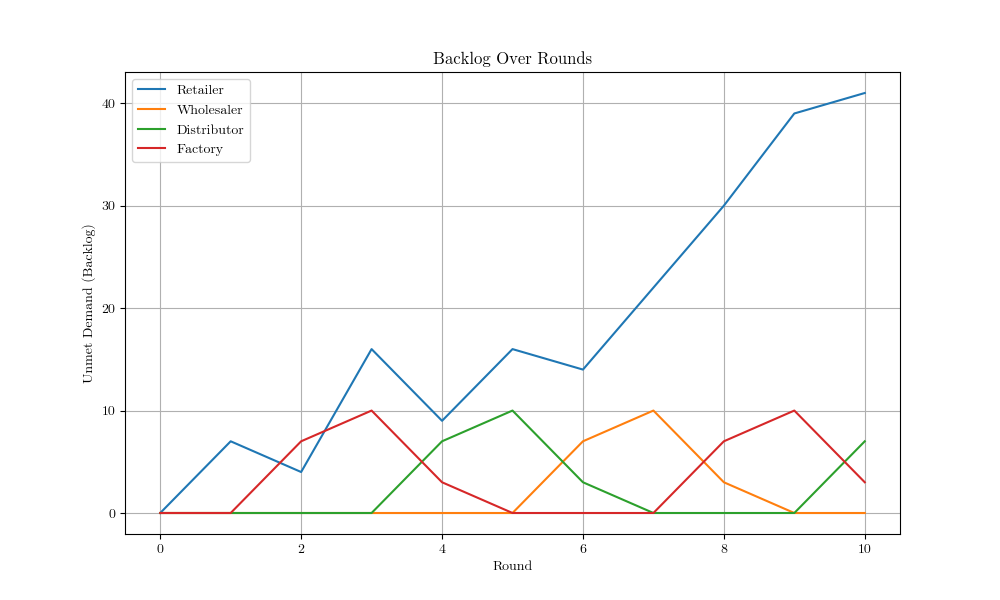 Backlog Over Rounds
Retailer
Wholesaler
Distributor
Factory
Unmet Demand (Backlog)
40
30
20
10
0
0 2 4 6 8 10
Round